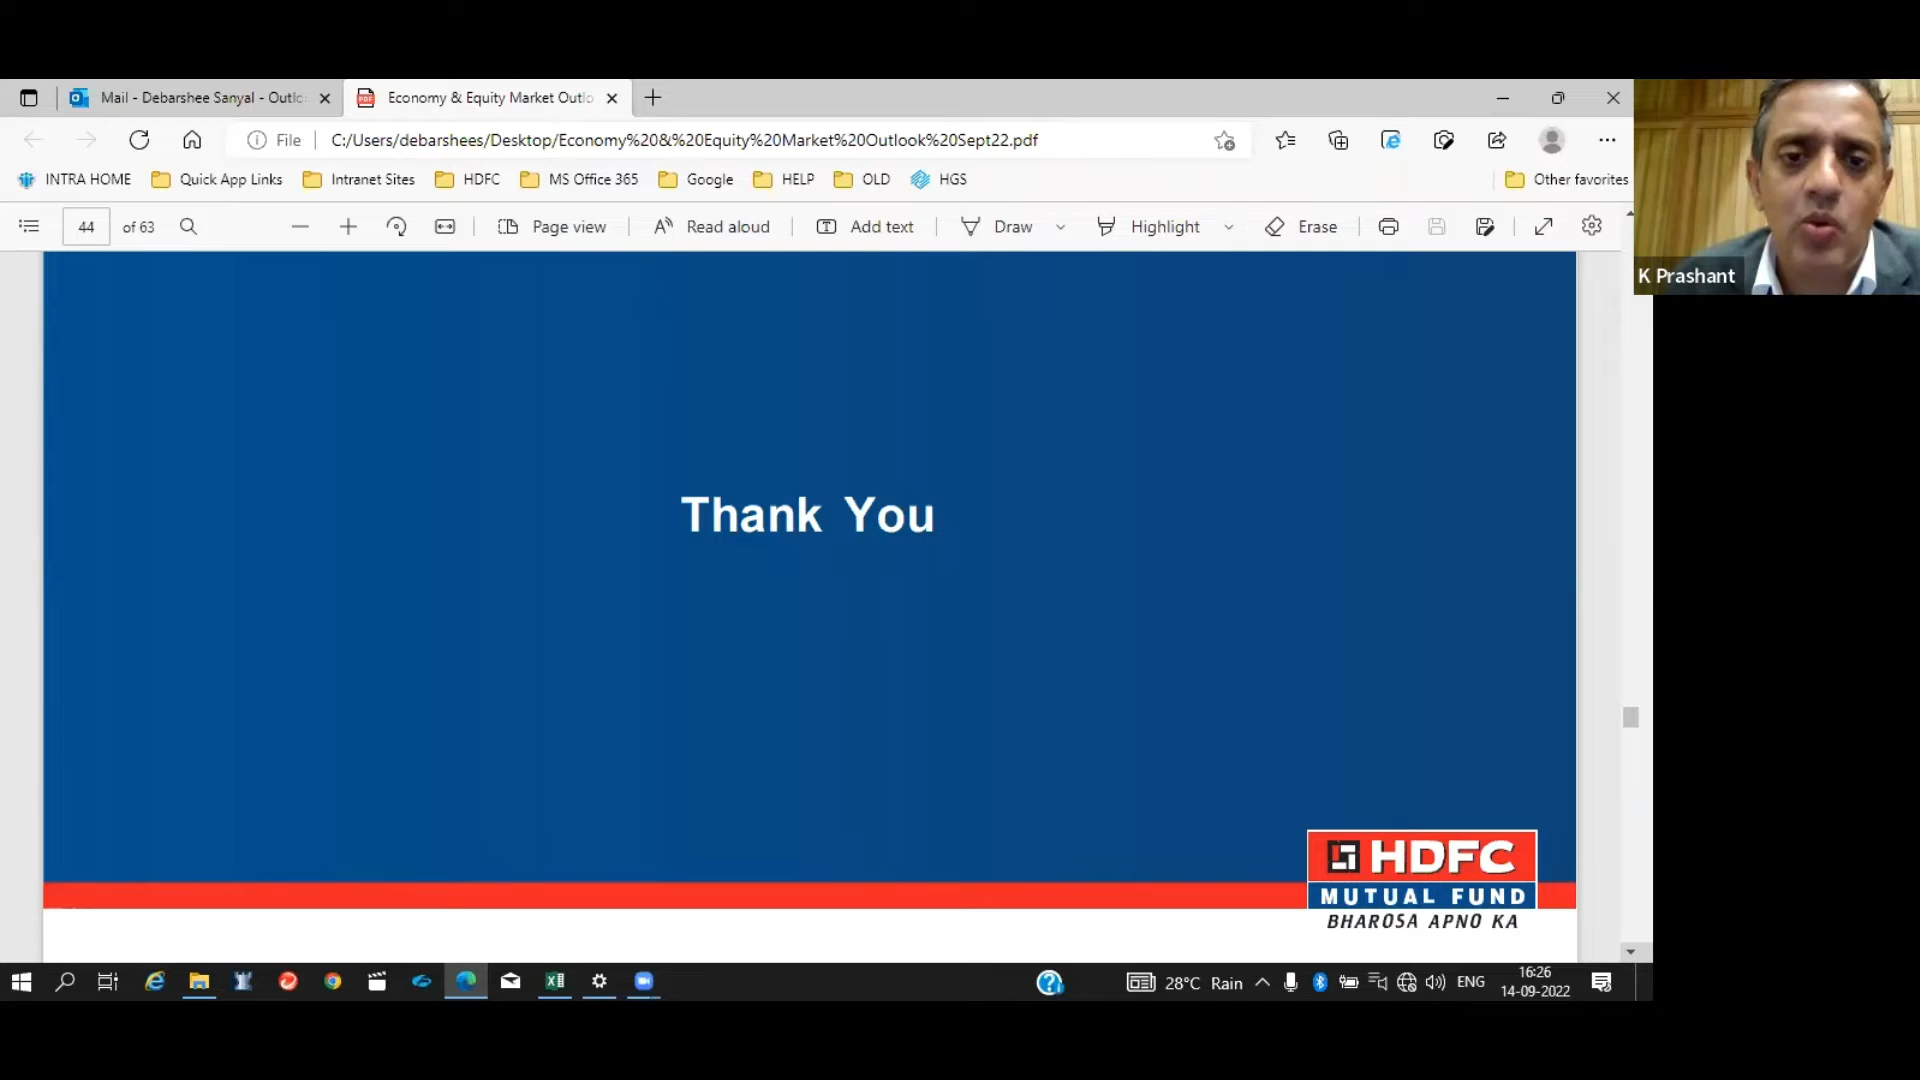 Mail - Debarshee Sanyal - Outlo
Economy & Equity Market Outlo
File
C:/Users/debarshees/Desktop/Economy%20&%20Equity%20Market%20Outlook%20Sept22.pdf
INTRA HOME
Quick App Links
Intranet Sites
HDFC
MS Office 365
Google
HELP
OLD
HGS
Other favorites
44 of 63
Page view
Read aloud
Add text
Draw
Highlight
Erase
K Prashant
Thank You
HDFC
MUTUAL FUND
BHAROSA APNO KA
28°C Rain
ENG
16:26
14-09-2022